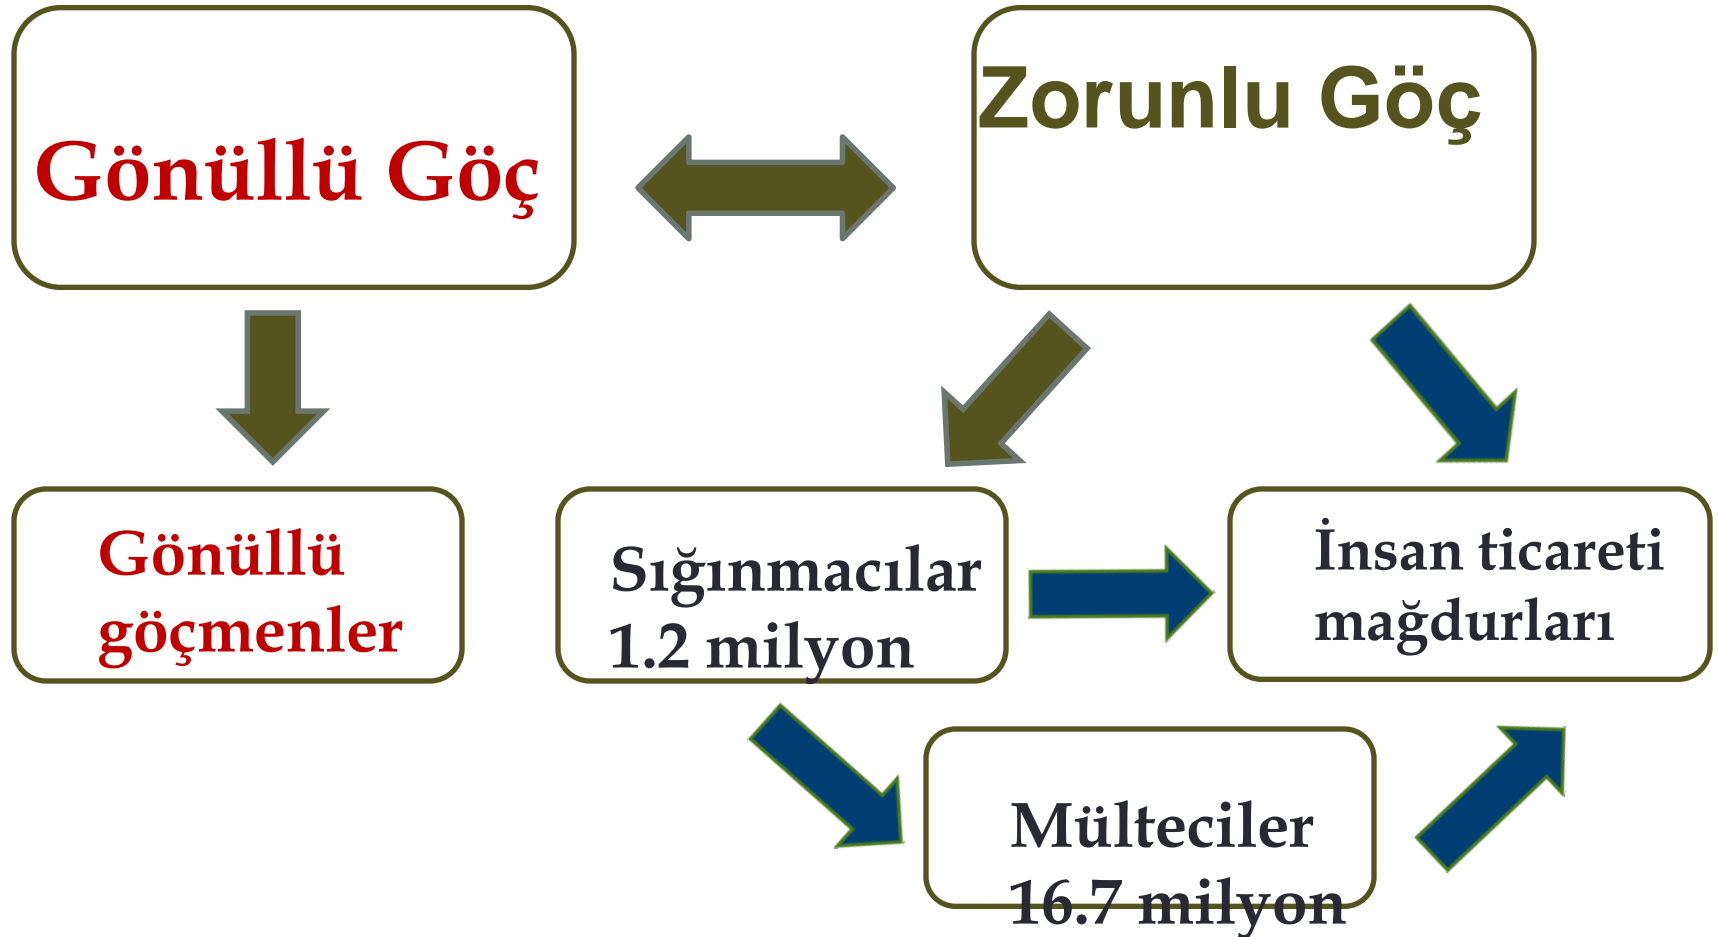 Gönüllü Göç
Zorunlu Göç
Gönüllü
göçmenler
Sığınmacılar
1.2 milyon
İnsan ticareti
mağdurları
Mülteciler
16.7 milyon